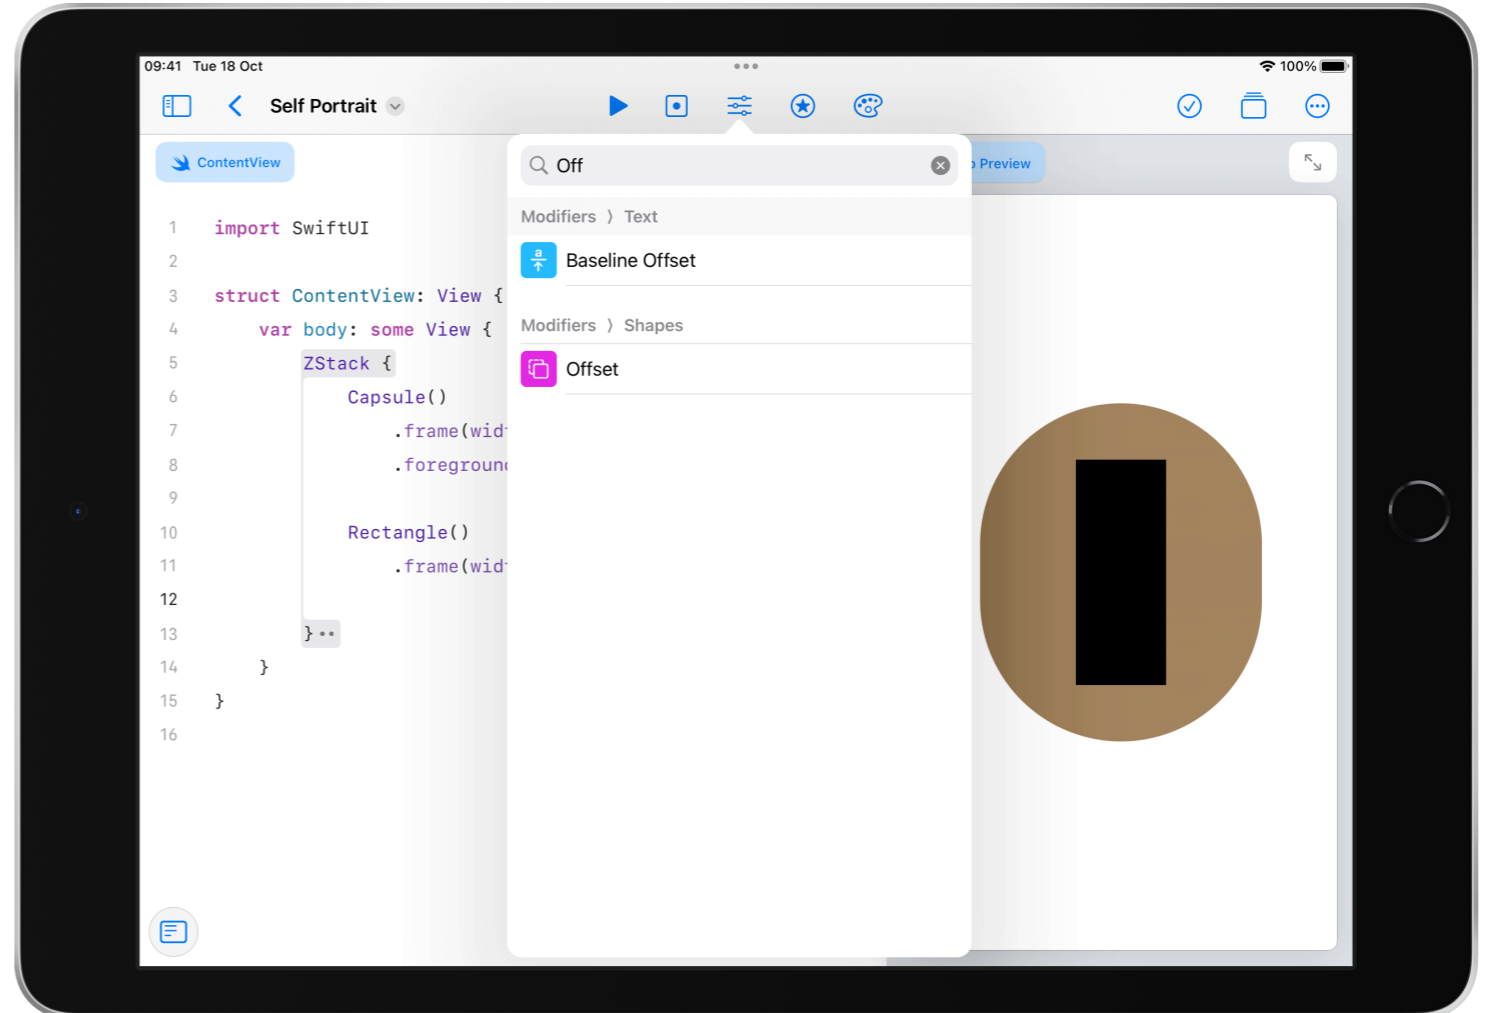 09:41 Tue 18 Oct
100%
Self Portrait
ContentView
Off
Preview
Modifiers ⟩ Text
Baseline Offset
Modifiers ⟩ Shapes
Offset
1 import SwiftUI
2
3 struct ContentView: View {
4 var body: some View {
5 ZStack {
6 Capsule()
7 .frame(wid
8 .foreground
9
10 Rectangle()
11 .frame(wid
12
13 }
14 }
15 }
16
a